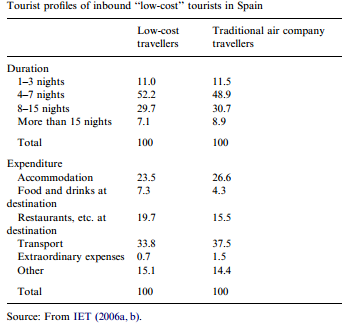 Tourist profiles of inbound “low-cost” tourists in Spain
Low-cost travellers Traditional air company travellers
Duration
1–3 nights 11.0 11.5
4–7 nights 52.2 48.9
8–15 nights 29.7 30.7
More than 15 nights 7.1 8.9
Total 100 100
Expenditure
Accommodation 23.5 26.6
Food and drinks at 7.3 4.3
destination
Restaurants, etc. at 19.7 15.5
destination
Transport 33.8 37.5
Extraordinary expenses 0.7 1.5
Other 15.1 14.4
Total 100 100
Source: From IET (2006a, b).